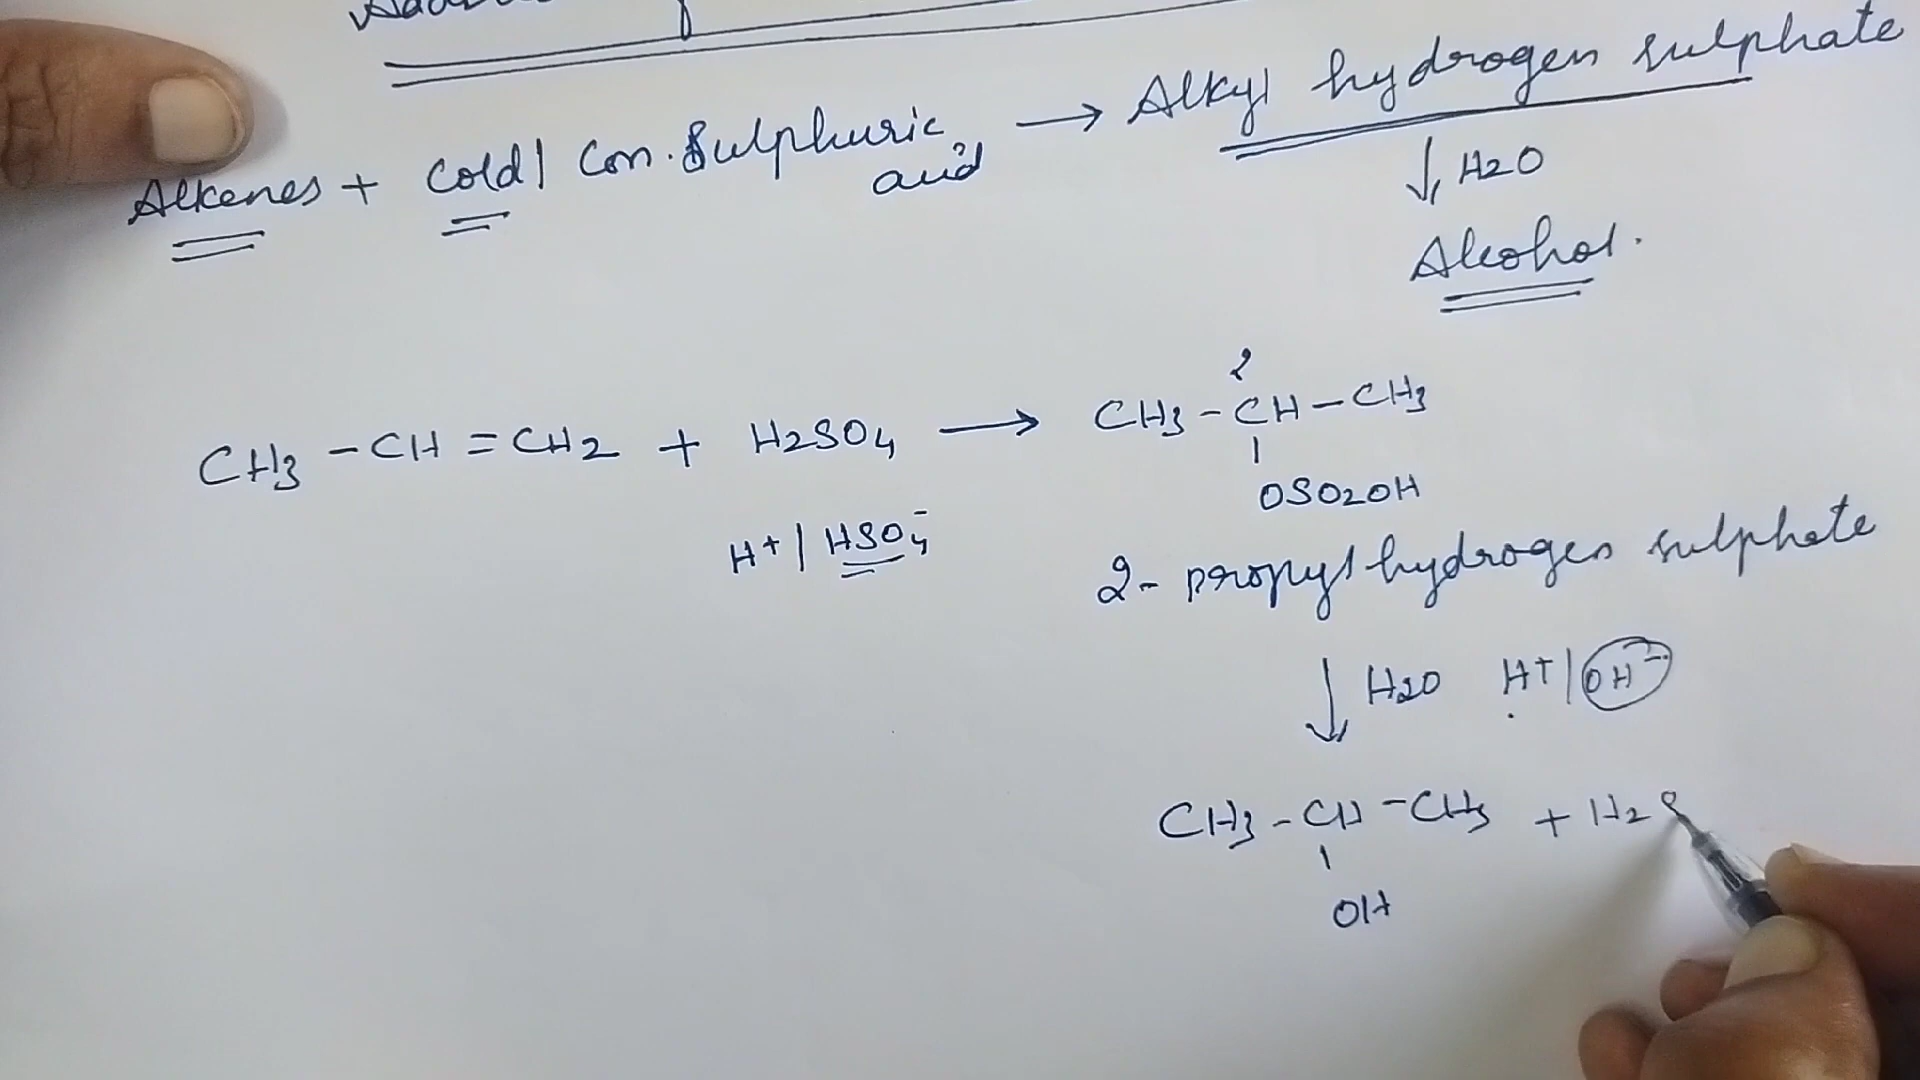 Alkenes + Cold | Con. Sulphuric acid → Alkyl hydrogen sulphate
↓ H2O
Alcohol.
CH3 - CH = CH2 + H2SO4 → CH3 - CH - CH3
2
OSO2OH
H+ | HSO4-
2- propyl hydrogen sulphate
↓ H2O H+ | OH-
CH3 - CH - CH3 + H2
OH